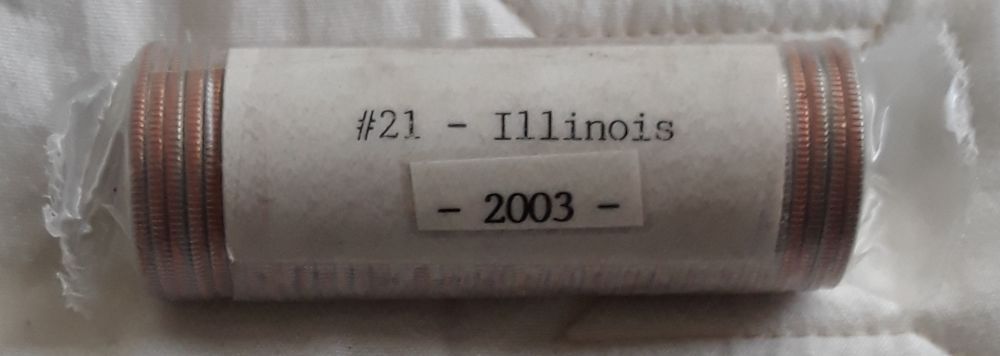 #21 - Illinois
- 2003 -